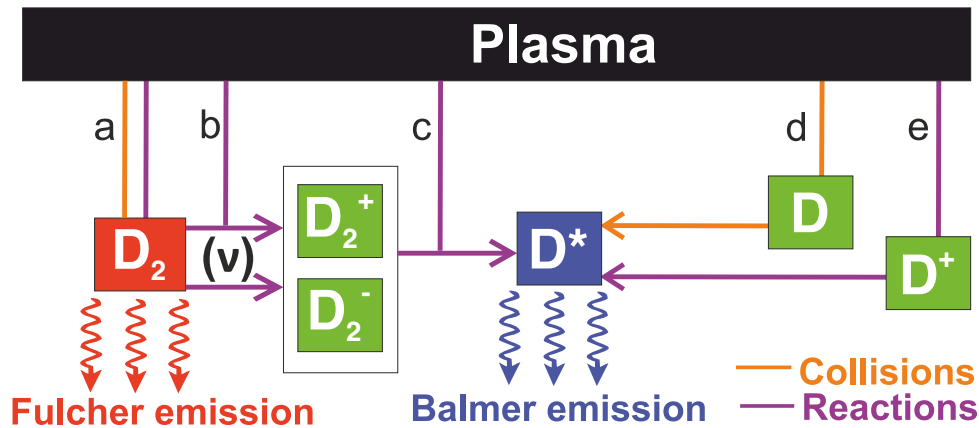 Plasma
a
b
c
d
e
D₂
(ν)
D₂⁺
D₂⁻
D*
D
D⁺
Fulcher emission
Balmer emission
Collisions
Reactions